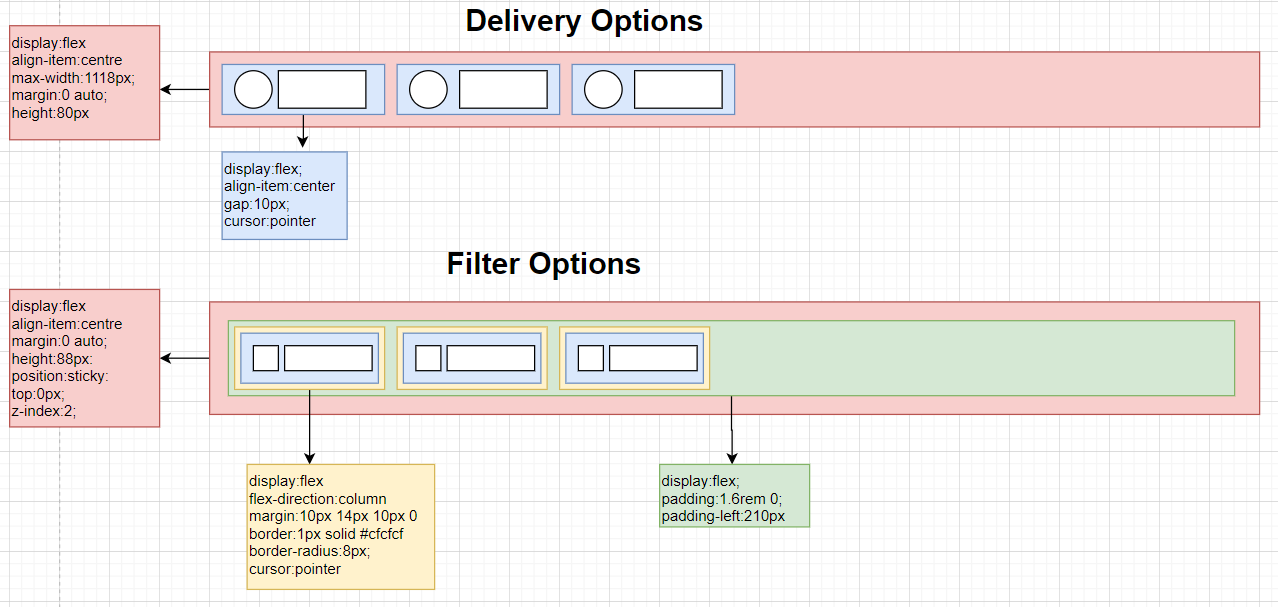 Delivery Options
display:flex
align-item:centre
max-width:1118px;
margin:0 auto;
height:80px
display:flex;
align-item:center
gap:10px;
cursor:pointer
Filter Options
display:flex
align-item:centre
margin:0 auto;
height:88px:
position:sticky:
top:0px;
z-index:2;
display:flex
flex-direction:column
margin:10px 14px 10px 0
border:1px solid #cfcfcf
border-radius:8px;
cursor:pointer
display:flex;
padding:1.6rem 0;
padding-left:210px